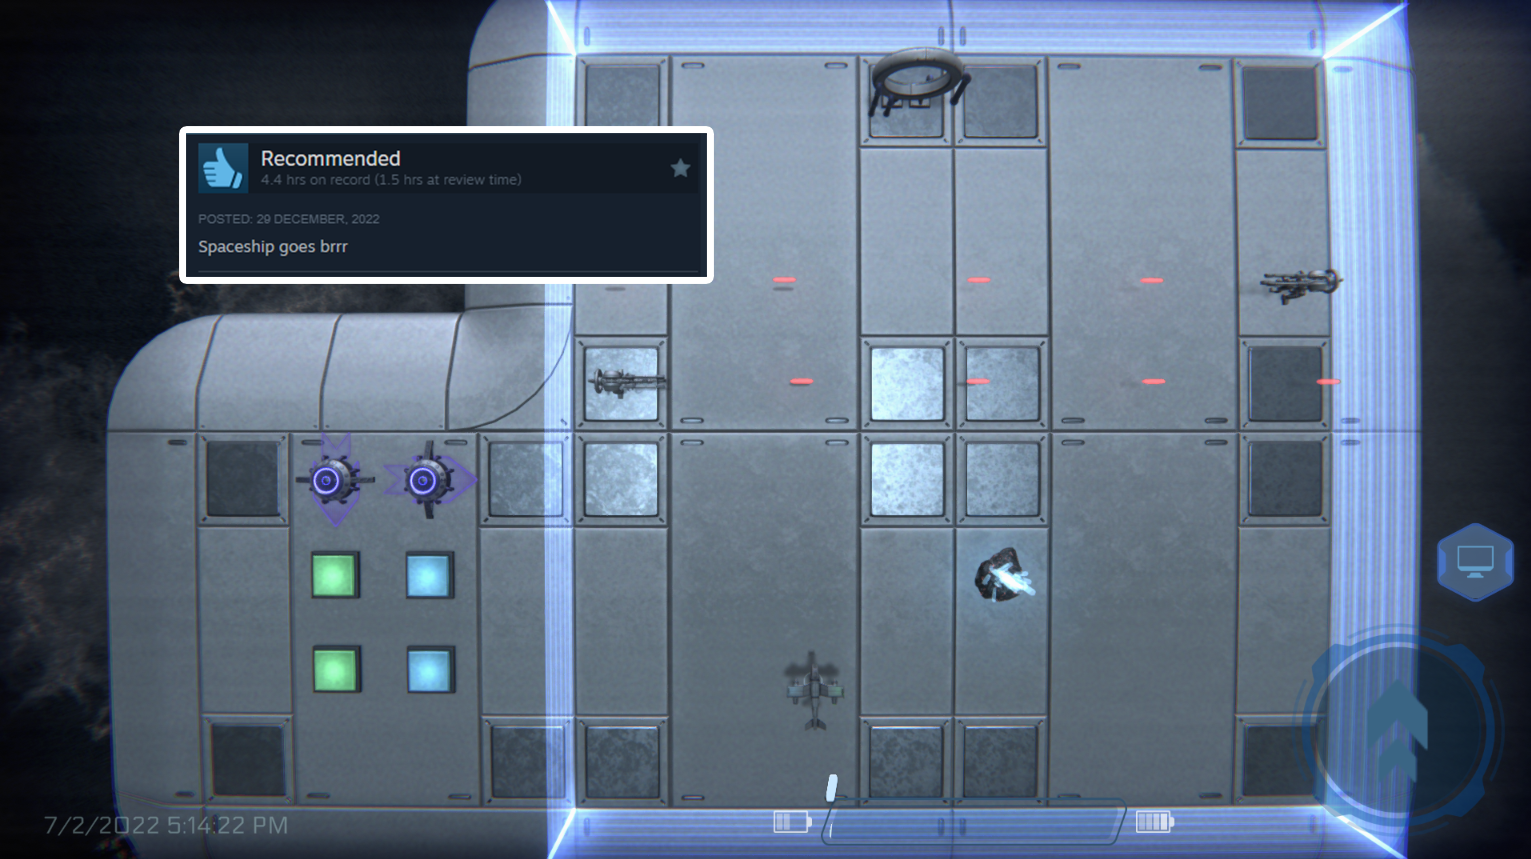 Recommended
4.4 hrs on record (1.5 hrs at review time)
POSTED: 29 DECEMBER, 2022
Spaceship goes brrr
7/2/2022 5:14:22 PM